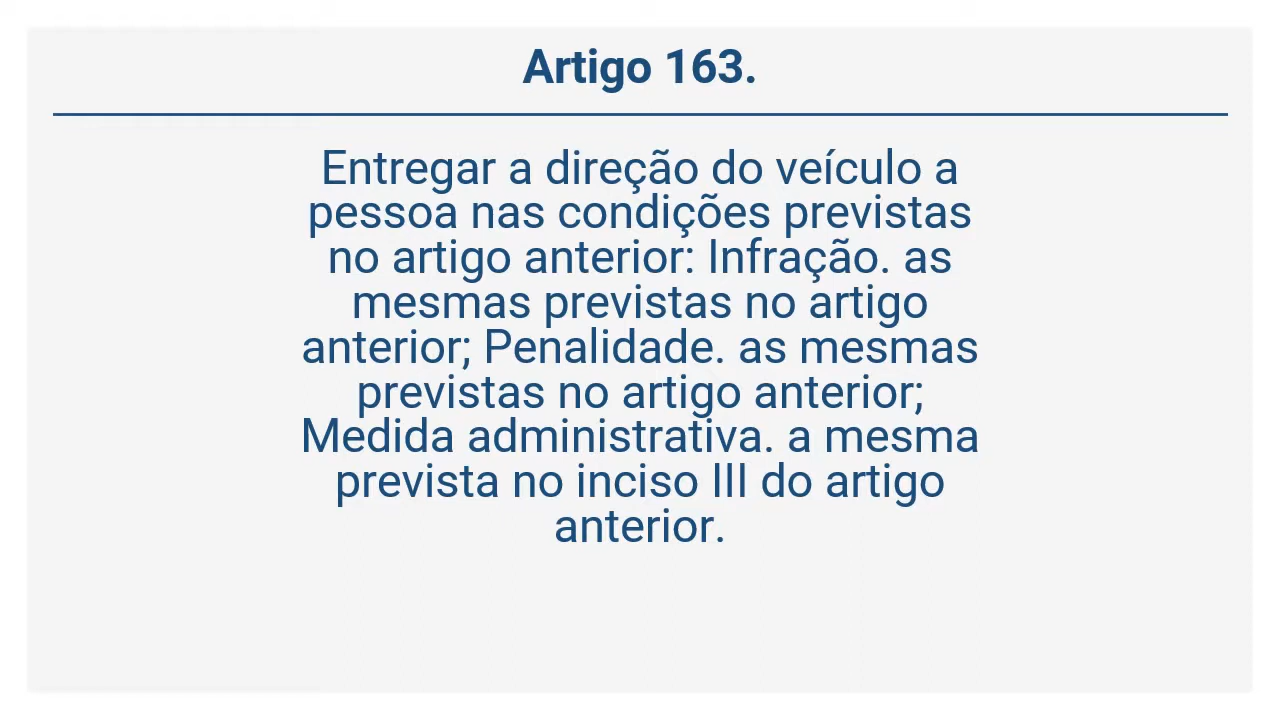 Artigo 163.
Entregar a direção do veículo a
pessoa nas condições previstas
no artigo anterior: Infração. as
mesmas previstas no artigo
anterior; Penalidade. as mesmas
previstas no artigo anterior;
Medida administrativa. a mesma
prevista no inciso III do artigo
anterior.